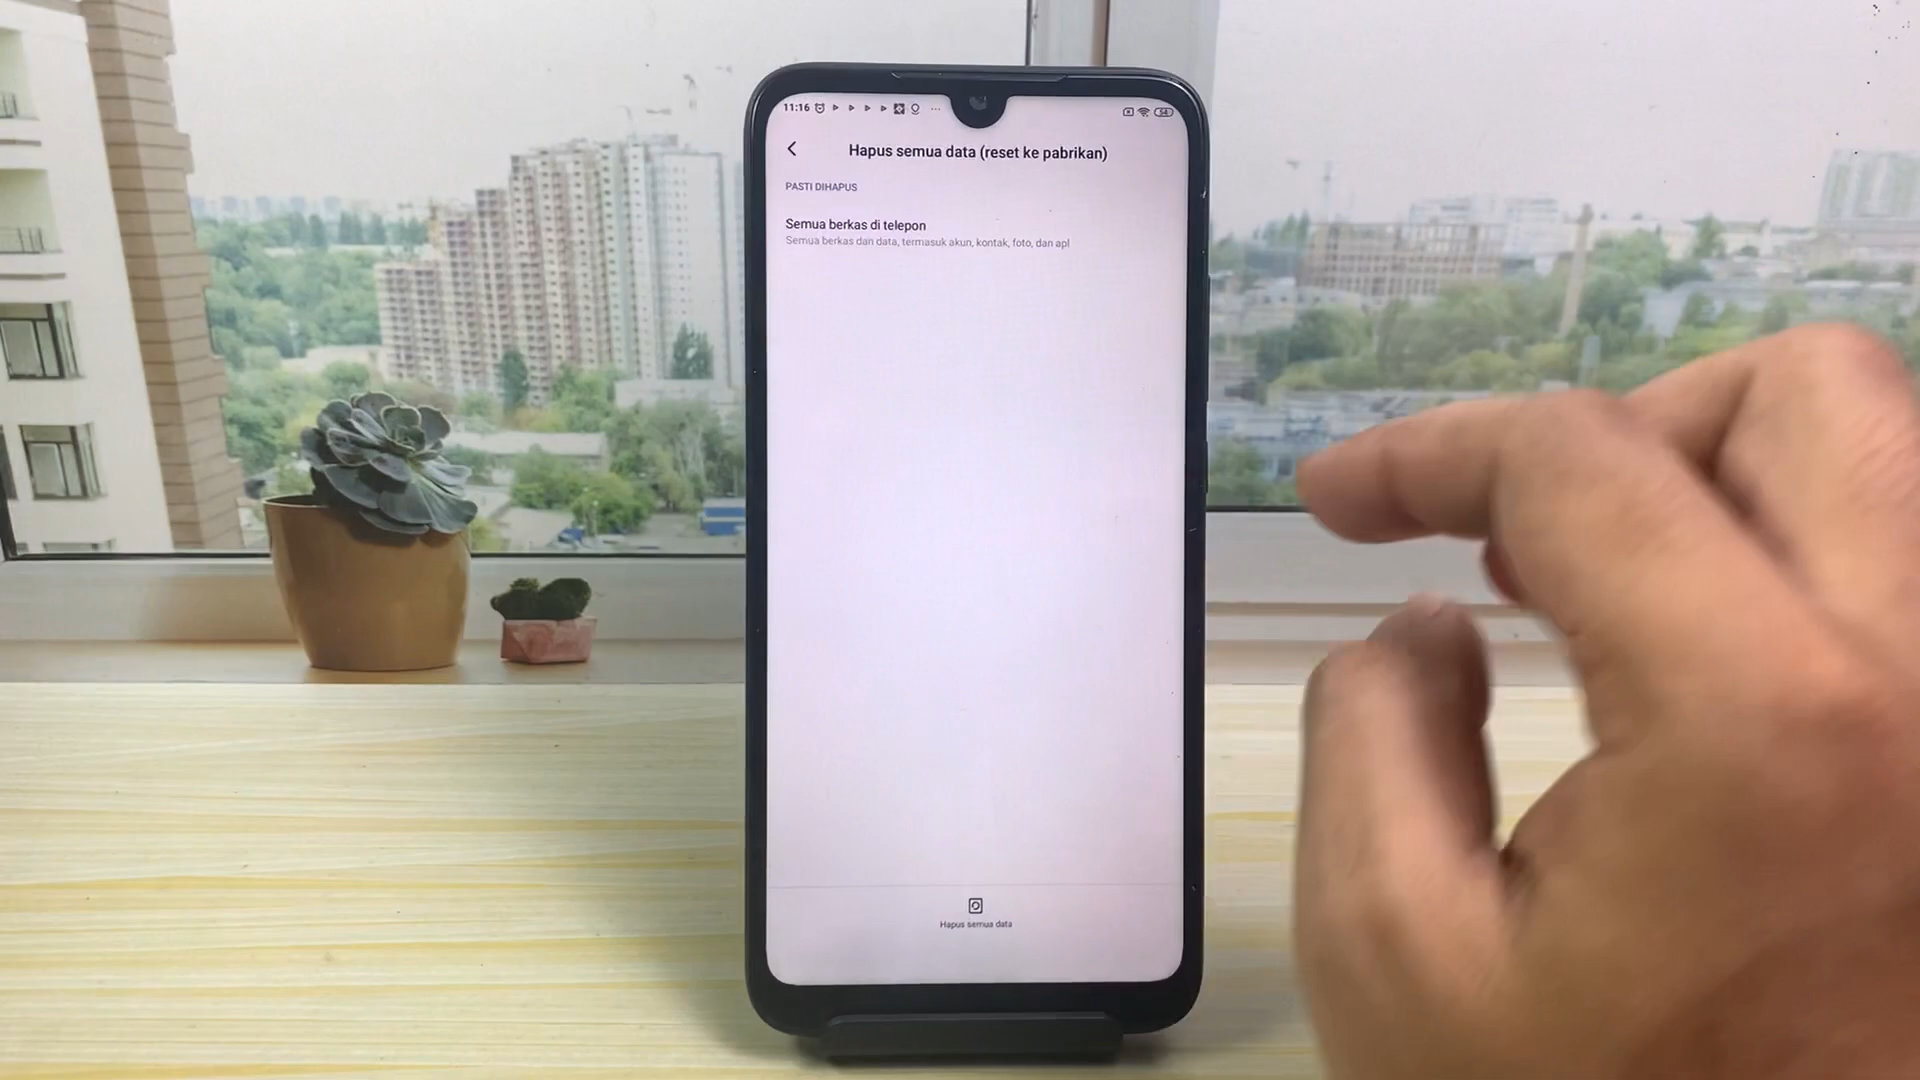 11:16
Hapus semua data (reset ke pabrikan)
PASTI DIHAPUS
Semua berkas di telepon
Semua berkas dan data, termasuk akun, kontak, foto, dan apl
Hapus semua data